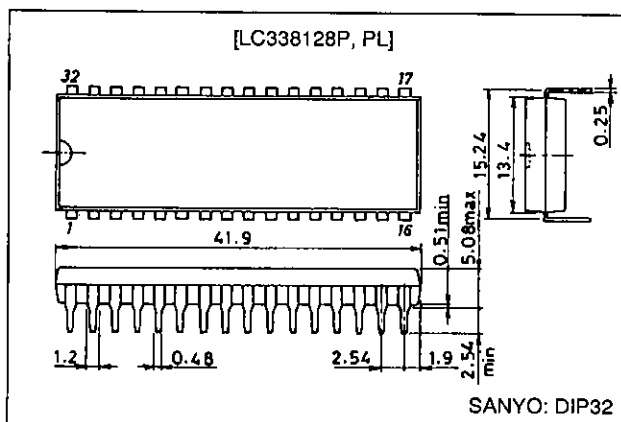 [LC338128P, PL]
32
17
1
16
41.9
15.24
13.4
0.25
0.51min
5.08max
1.2
0.48
2.54
1.9
2.54
min
SANYO: DIP32